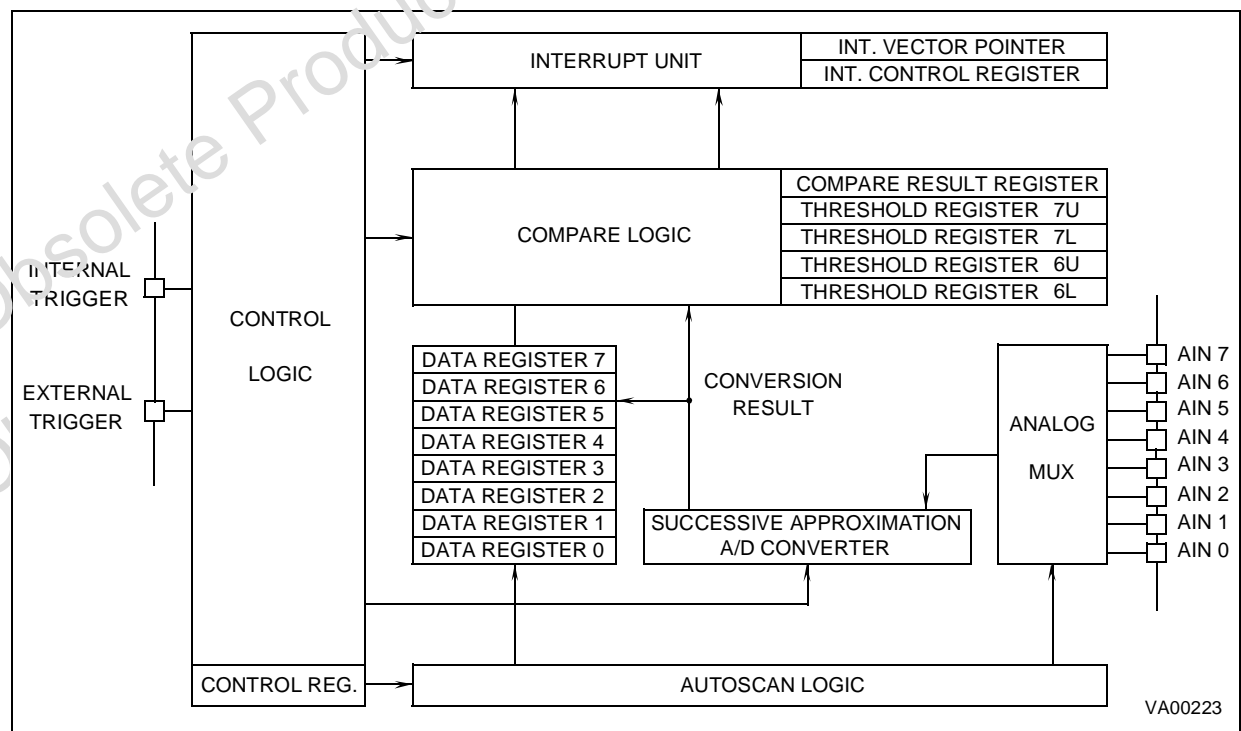 Obsolete Produc
INTERRUPT UNIT
INT. VECTOR POINTER
INT. CONTROL REGISTER
COMPARE LOGIC
COMPARE RESULT REGISTER
THRESHOLD REGISTER 7U
THRESHOLD REGISTER 7L
THRESHOLD REGISTER 6U
THRESHOLD REGISTER 6L
INTERNAL
TRIGGER
EXTERNAL
TRIGGER
CONTROL
LOGIC
DATA REGISTER 7
DATA REGISTER 6
DATA REGISTER 5
DATA REGISTER 4
DATA REGISTER 3
DATA REGISTER 2
DATA REGISTER 1
DATA REGISTER 0
CONVERSION
RESULT
SUCCESSIVE APPROXIMATION
A/D CONVERTER
ANALOG
MUX
AIN 7
AIN 6
AIN 5
AIN 4
AIN 3
AIN 2
AIN 1
AIN 0
CONTROL REG.
AUTOSCAN LOGIC
VA00223